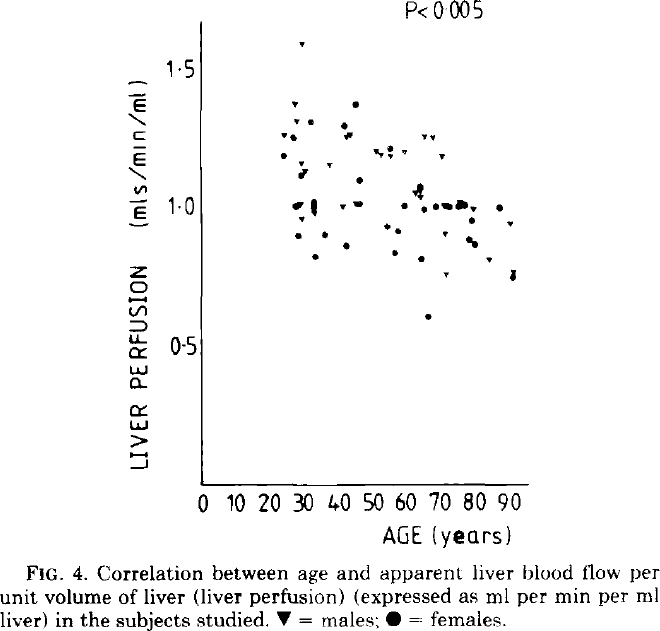 P<0·005
LIVER PERFUSION (mls/min/ml)
1·5
1·0
0·5
0 10 20 30 40 50 60 70 80 90
AGE (years)
FIG. 4. Correlation between age and apparent liver blood flow per
unit volume of liver (liver perfusion) (expressed as ml per min per ml
liver) in the subjects studied. ▼ = males; ● = females.